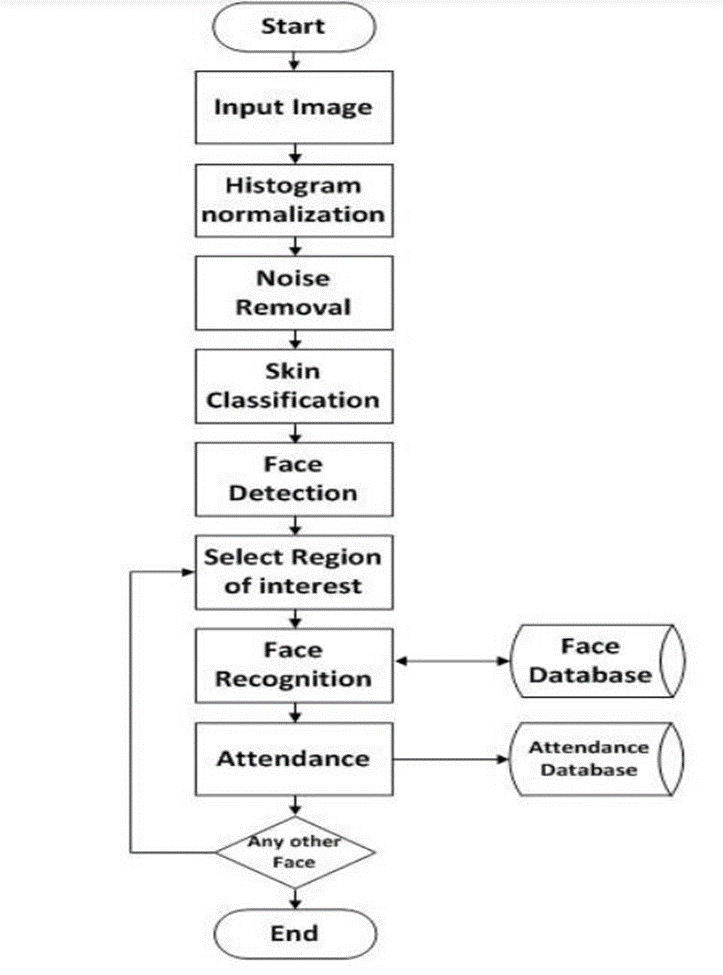 Start
Input Image
Histogram
normalization
Noise
Removal
Skin
Classification
Face
Detection
Select Region
of interest
Face
Recognition
Face
Database
Attendance
Attendance
Database
Any other
Face
End